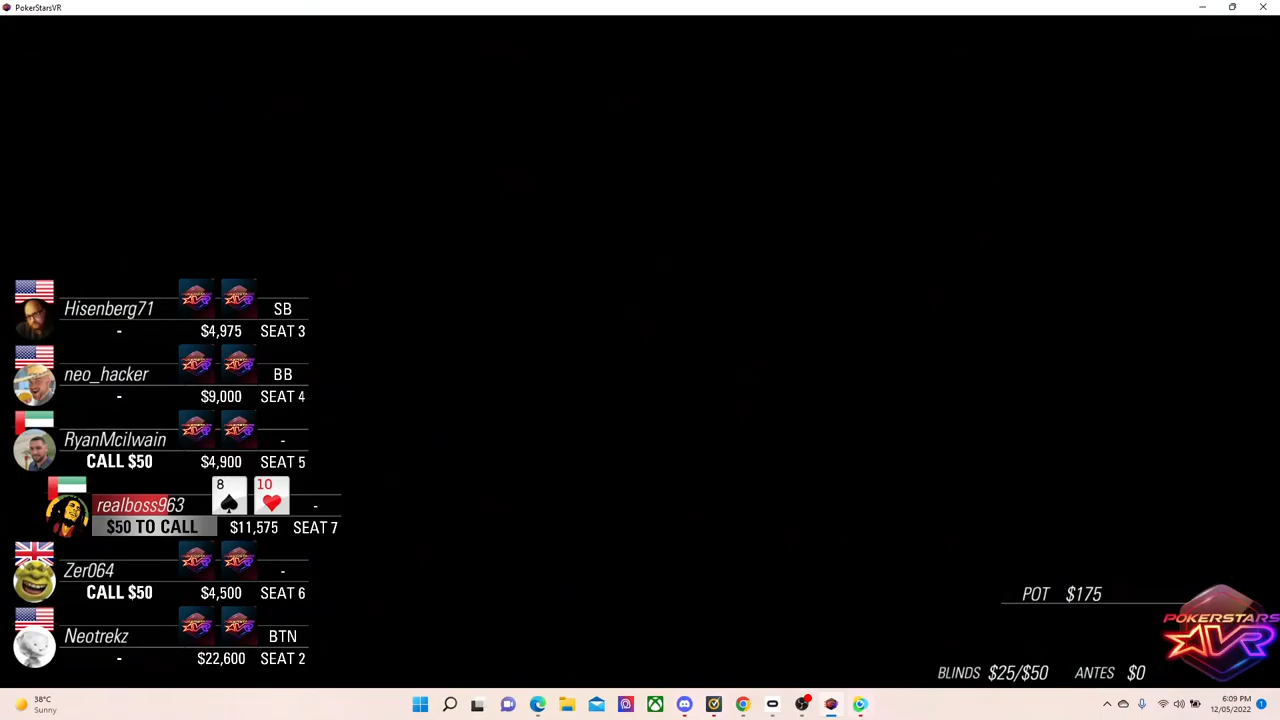 PokerStarsVR
Hisenberg71 SB
- $4,975 SEAT 3
neo_hacker BB
- $9,000 SEAT 4
RyanMcilwain -
CALL $50 $4,900 SEAT 5
realboss963 8 10 -
$50 TO CALL $11,575 SEAT 7
Zer064 -
CALL $50 $4,500 SEAT 6
Neotrekz BTN
- $22,600 SEAT 2
POT $175
POKERSTARS
VR
BLINDS $25/$50 ANTES $0
38°C
Sunny
6:09 PM
12/05/2022